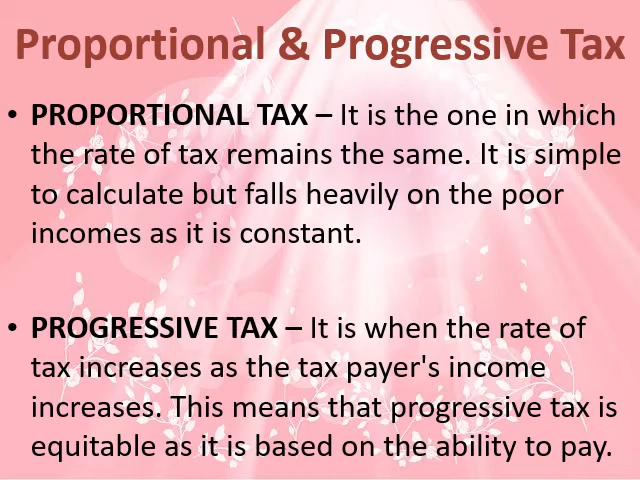 Proportional & Progressive Tax
• PROPORTIONAL TAX – It is the one in which
the rate of tax remains the same. It is simple
to calculate but falls heavily on the poor
incomes as it is constant.
• PROGRESSIVE TAX – It is when the rate of
tax increases as the tax payer's income
increases. This means that progressive tax is
equitable as it is based on the ability to pay.